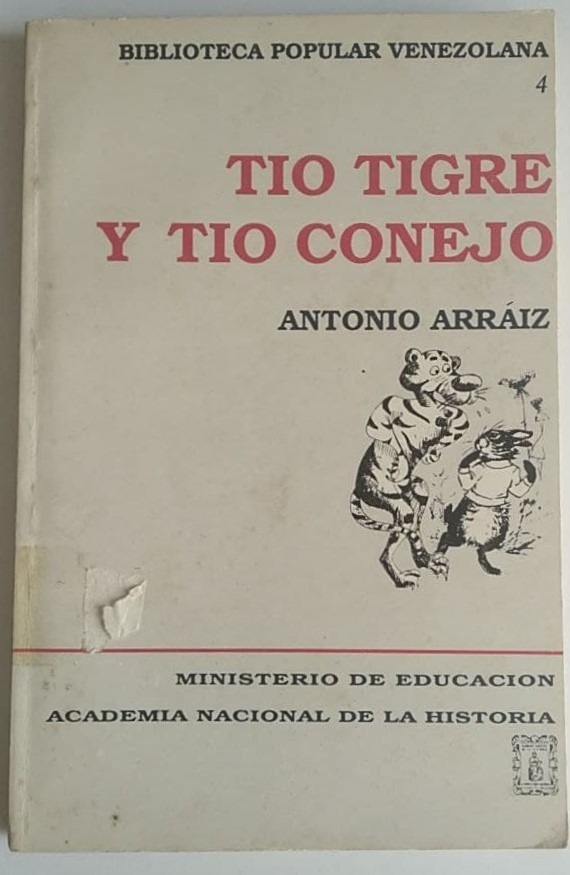 BIBLIOTECA POPULAR VENEZOLANA
4
TIO TIGRE
Y TIO CONEJO
ANTONIO ARRÁIZ
MINISTERIO DE EDUCACION
ACADEMIA NACIONAL DE LA HISTORIA